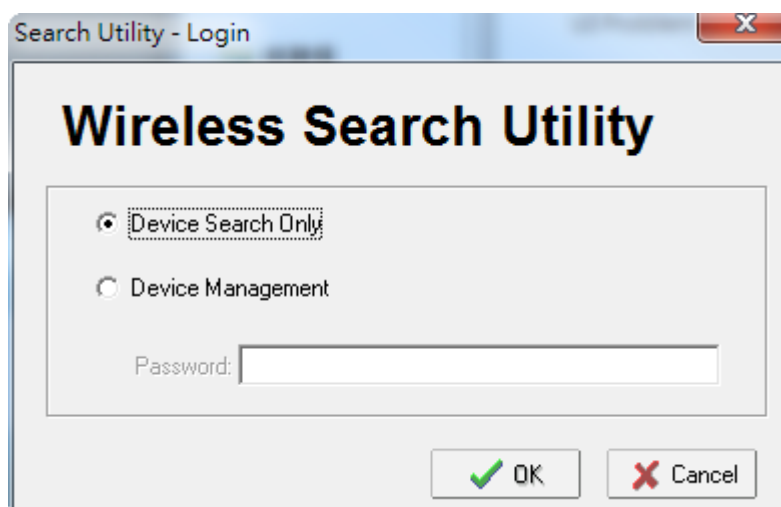 Search Utility - Login
Wireless Search Utility
Device Search Only
Device Management
Password:
OK Cancel